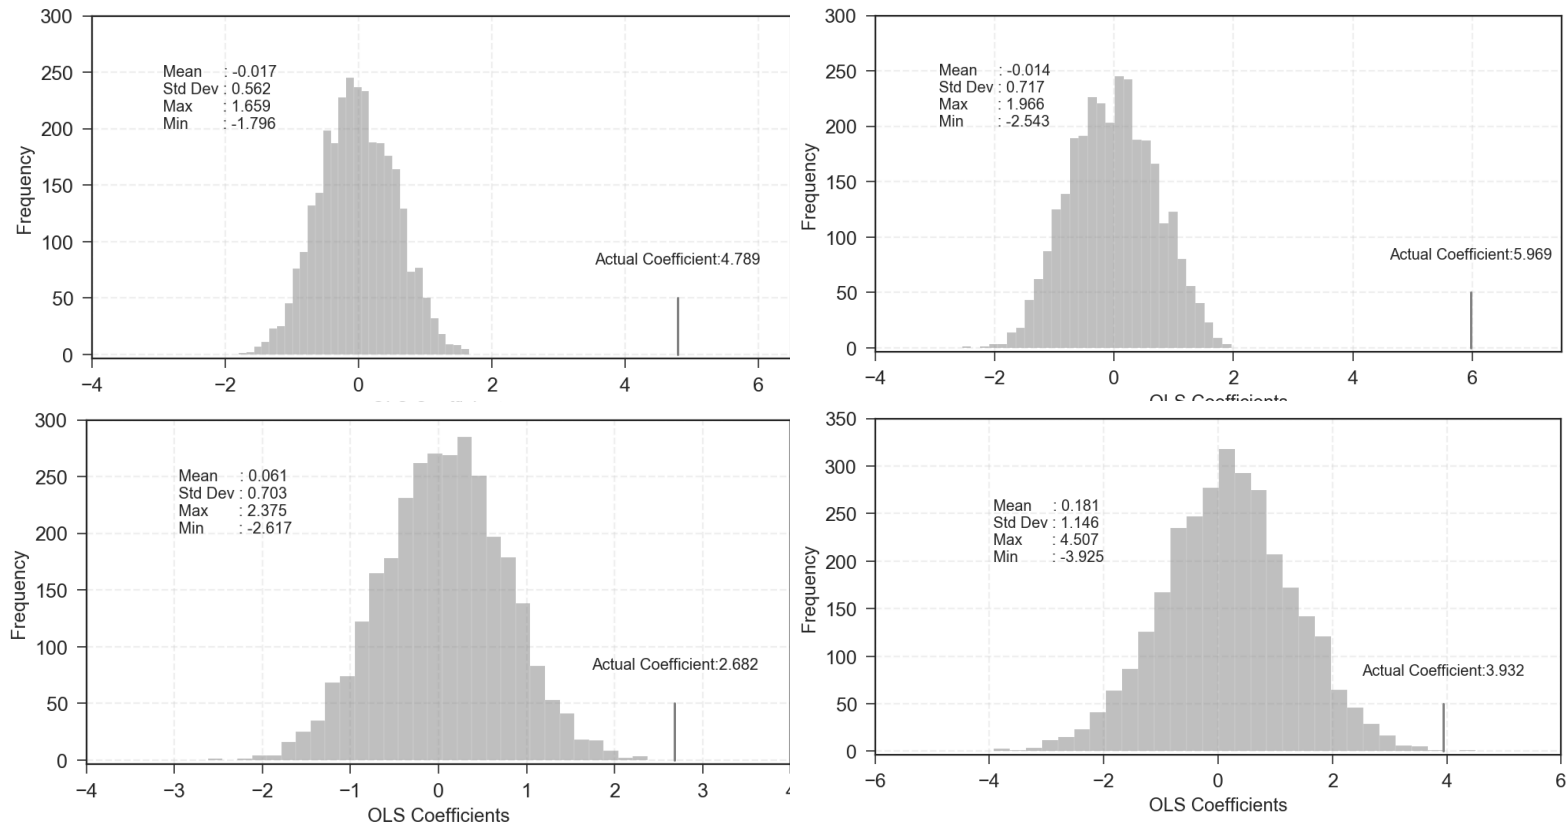 300
250
200
150
100
50
0
Frequency
Mean : -0.017
Std Dev : 0.562
Max : 1.659
Min : -1.796
Actual Coefficient:4.789
−4
−2
0
2
4
6
300
250
200
150
100
50
0
Frequency
Mean : -0.014
Std Dev : 0.717
Max : 1.966
Min : -2.543
Actual Coefficient:5.969
−4
−2
0
2
4
6
OLS Coefficients
300
250
200
150
100
50
0
Frequency
Mean : 0.061
Std Dev : 0.703
Max : 2.375
Min : -2.617
Actual Coefficient:2.682
−4
−3
−2
−1
0
1
2
3
OLS Coefficients
350
300
250
200
150
100
50
0
Frequency
Mean : 0.181
Std Dev : 1.146
Max : 4.507
Min : -3.925
Actual Coefficient:3.932
−6
−4
−2
0
2
4
6
OLS Coefficients